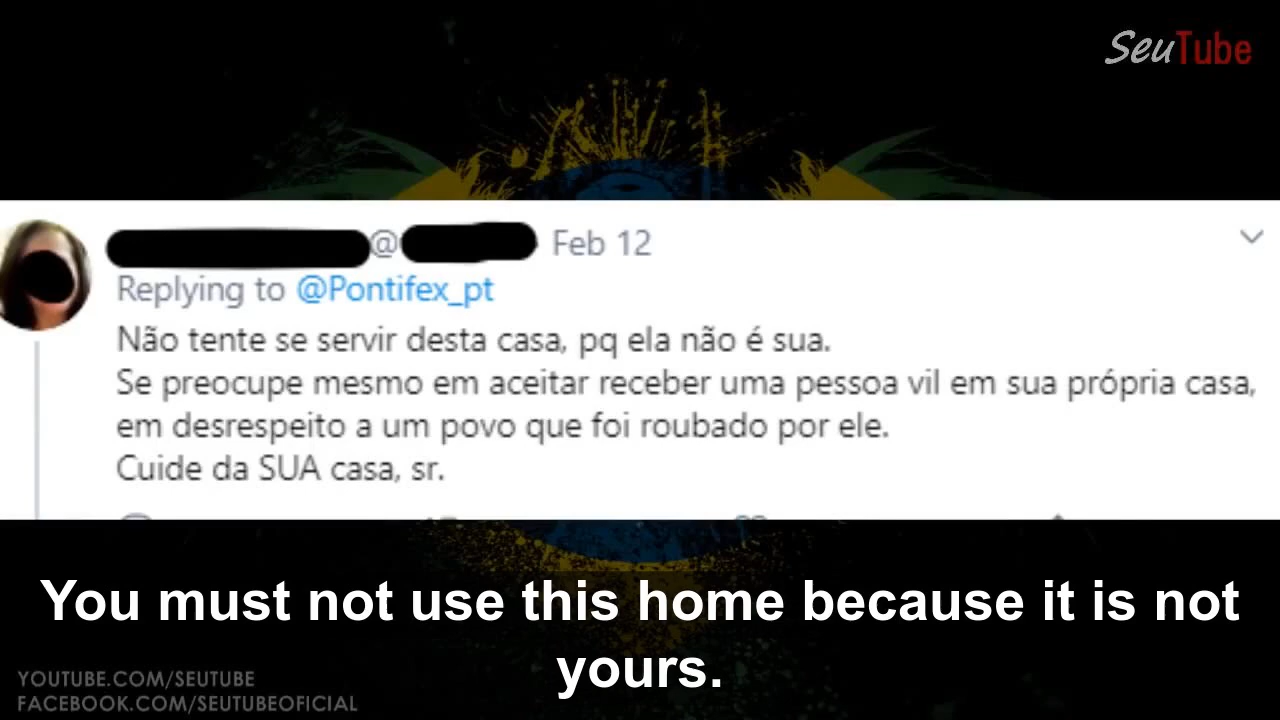 SeuTube
@ Feb 12
Replying to @Pontifex_pt
Não tente se servir desta casa, pq ela não é sua.
Se preocupe mesmo em aceitar receber uma pessoa vil em sua própria casa,
em desrespeito a um povo que foi roubado por ele.
Cuide da SUA casa, sr.
You must not use this home because it is not
yours.
YOUTUBE.COM/SEUTUBE
FACEBOOK.COM/SEUTUBEOFICIAL